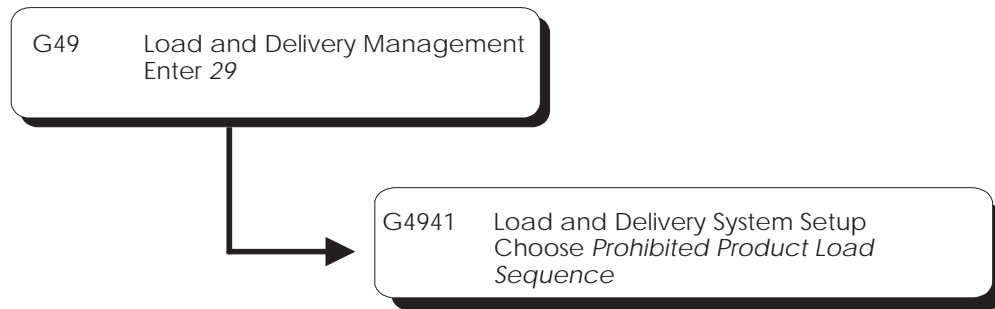 G49 Load and Delivery Management
Enter 29
G4941 Load and Delivery System Setup
Choose Prohibited Product Load
Sequence